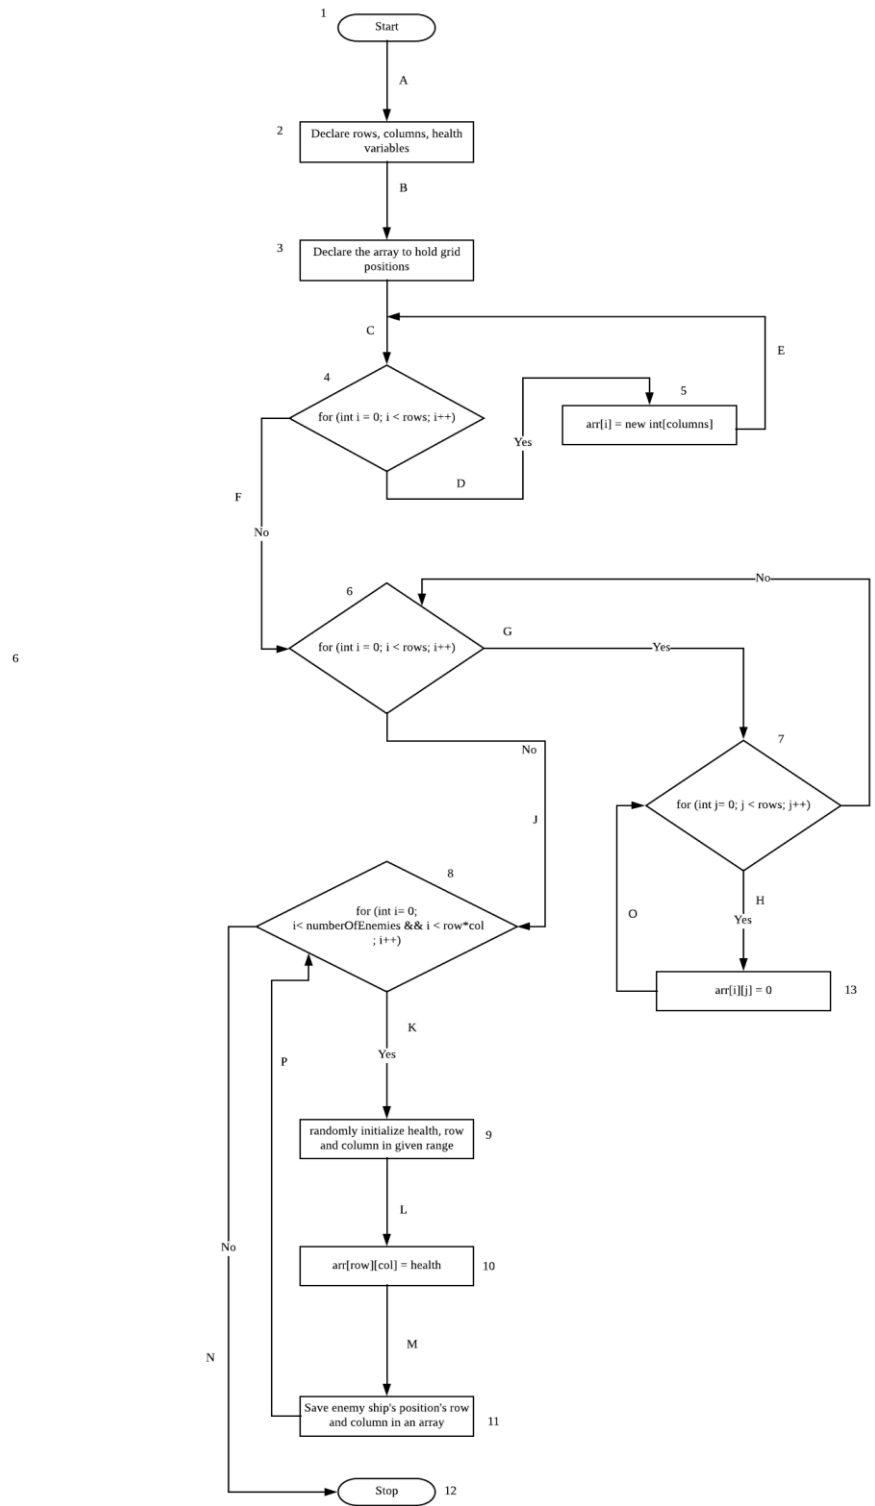 1
Start
A
2
Declare rows, columns, health
variables
B
3
Declare the array to hold grid
positions
C
E
4
5
for (int i = 0; i < rows; i++)
arr[i] = new int[columns]
Yes
D
F
No
No
6
G
for (int i = 0; i < rows; i++)
Yes
6
7
No
for (int j= 0; j < rows; j++)
J
8
H
O
Yes
for (int i= 0;
i< numberOfEnemies && i < row*col
; i++)
arr[i][j] = 0
13
K
Yes
P
randomly initialize health, row
and column in given range
9
L
No
arr[row][col] = health
10
M
N
Save enemy ship's position's row
and column in an array
11
Stop
12